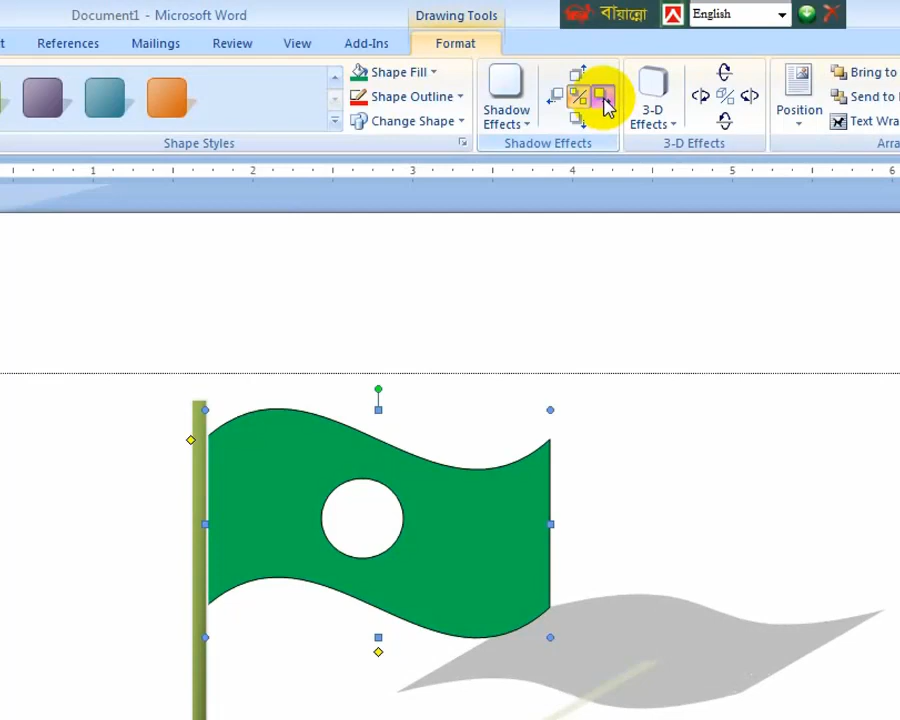 Document1 - Microsoft Word
Drawing Tools
বায়ান্নো
English
References
Mailings
Review
View
Add-Ins
Format
Shape Fill
Shape Outline
Change Shape
Shape Styles
Shadow
Effects
Shadow Effects
3-D
Effects
3-D Effects
Position
Bring to
Send to
Text Wra
Arra
1 2 3 4 5 6